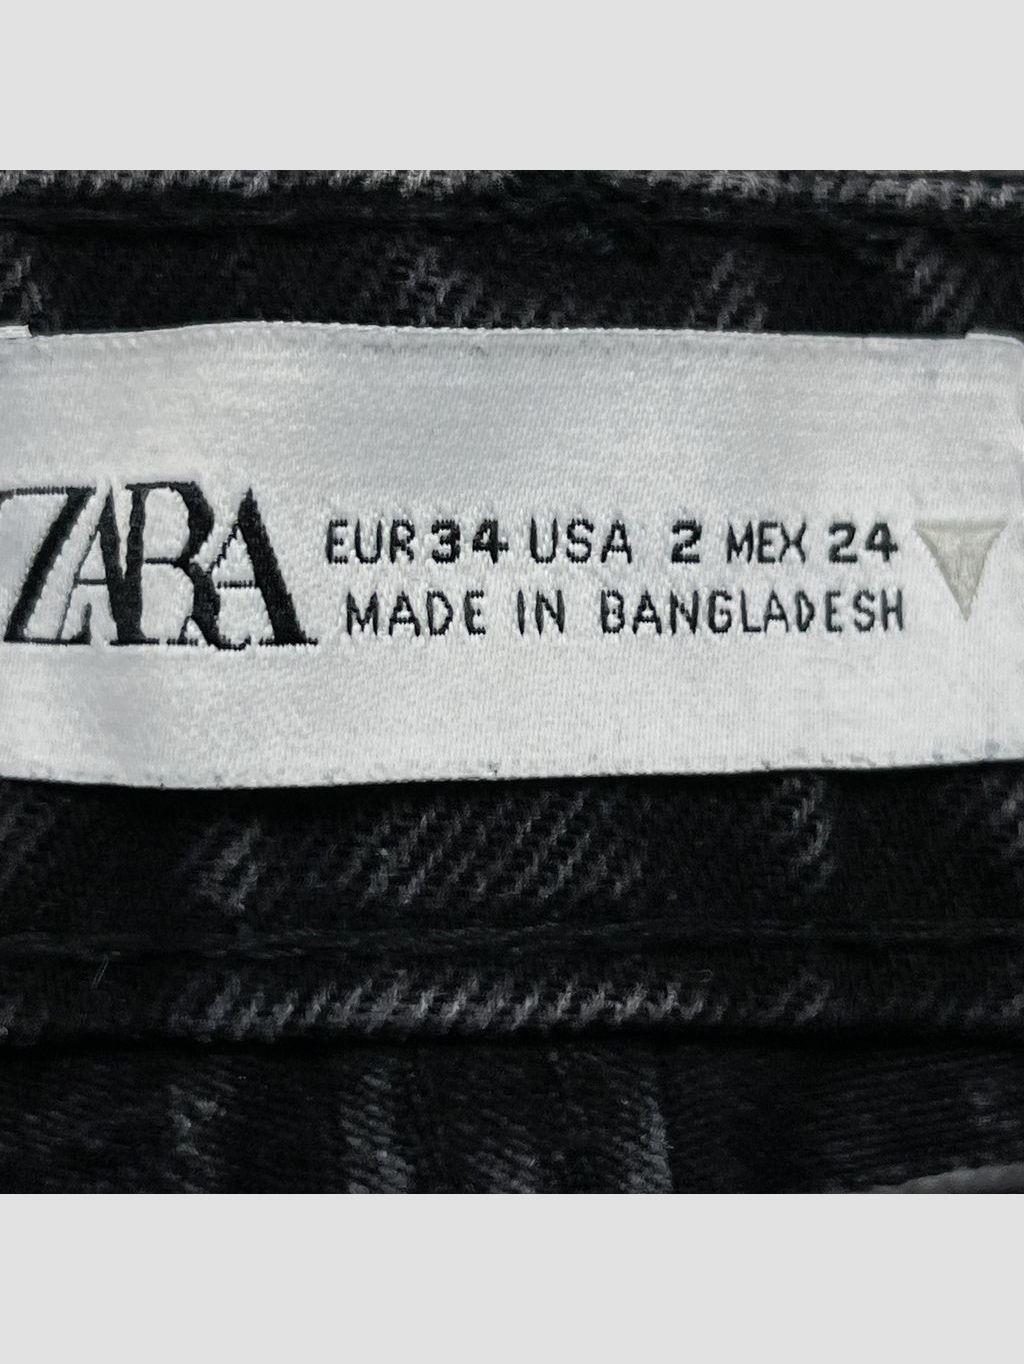 ZARA
EUR 34 USA 2 MEX 24
MADE IN BANGLADESH